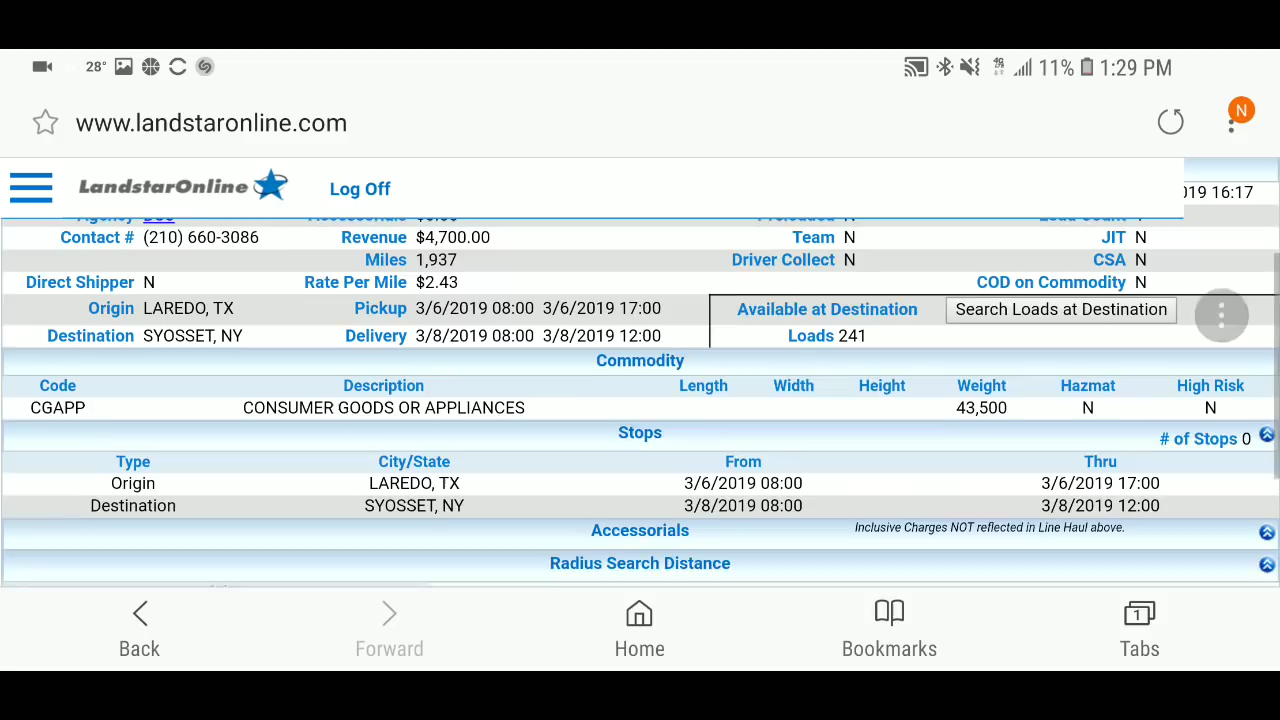 28° 11% 1:29 PM
www.landstaronline.com N
LandstarOnline Log Off 019 16:17
Contact # (210) 660-3086 Revenue $4,700.00 Team N JIT N
Miles 1,937 Driver Collect N CSA N
Direct Shipper N Rate Per Mile $2.43 COD on Commodity N
Origin LAREDO, TX Pickup 3/6/2019 08:00 3/6/2019 17:00 Available at Destination Search Loads at Destination
Destination SYOSSET, NY Delivery 3/8/2019 08:00 3/8/2019 12:00 Loads 241
Commodity
Code Description Length Width Height Weight Hazmat High Risk
CGAPP CONSUMER GOODS OR APPLIANCES 43,500 N N
Stops # of Stops 0
Type City/State From Thru
Origin LAREDO, TX 3/6/2019 08:00 3/6/2019 17:00
Destination SYOSSET, NY 3/8/2019 08:00 3/8/2019 12:00
Accessorials Inclusive Charges NOT reflected in Line Haul above.
Radius Search Distance
Back Forward Home Bookmarks 1 Tabs